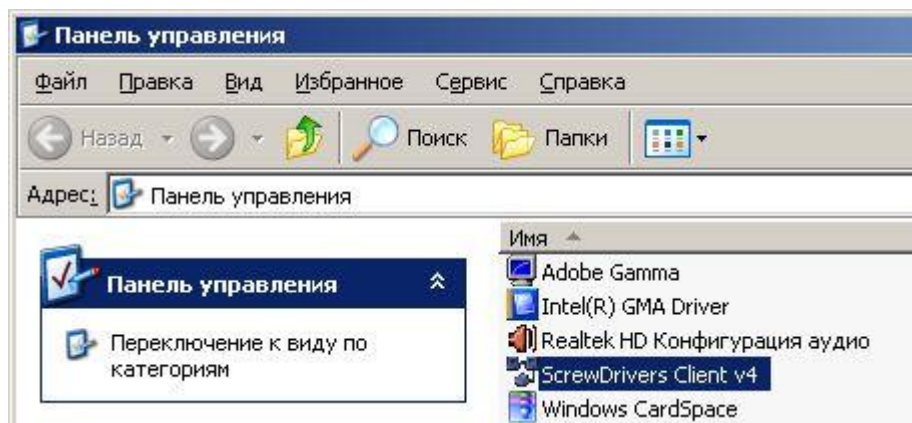 Панель управления
Файл Правка Вид Избранное Сервис Справка
Назад Поиск Папки
Адрес: Панель управления
Имя
Панель управления
Переключение к виду по
категориям
Adobe Gamma
Intel(R) GMA Driver
Realtek HD Конфигурация аудио
ScrewDrivers Client v4
Windows CardSpace